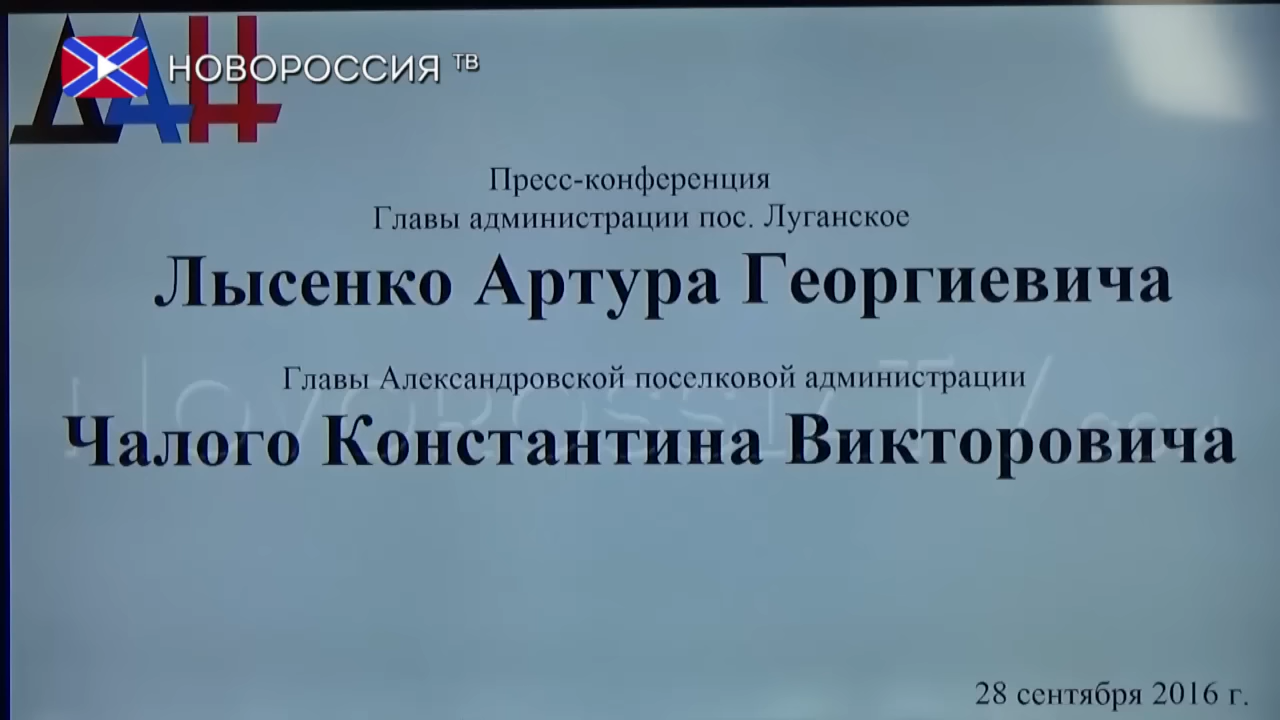 ДАН
НОВОРОССИЯ ТВ
Пресс-конференция
Главы администрации пос. Луганское
Лысенко Артура Георгиевича
Главы Александровской поселковой администрации
Чалого Константина Викторовича
28 сентября 2016 г.